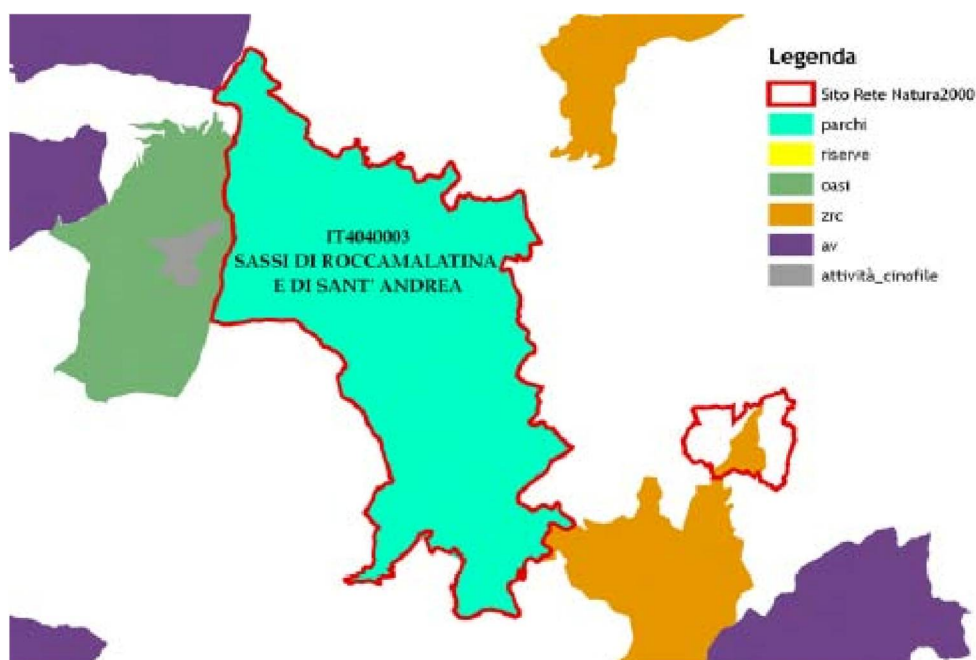 IT4040003
SASSI DI ROCCAMALATINA
E DI SANT' ANDREA
Legenda
Sito Rete Natura2000
parchi
riserve
oasi
zrc
av
attività_cinofile